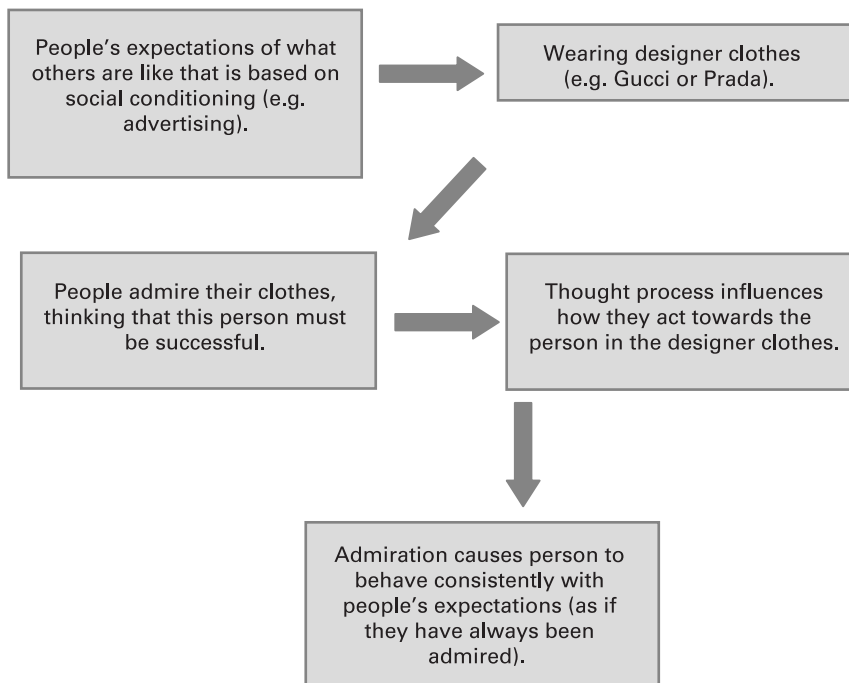 People’s expectations of what
others are like that is based on
social conditioning (e.g.
advertising).
Wearing designer clothes
(e.g. Gucci or Prada).
People admire their clothes,
thinking that this person must
be successful.
Thought process influences
how they act towards the
person in the designer clothes.
Admiration causes person to
behave consistently with
people’s expectations (as if
they have always been
admired).